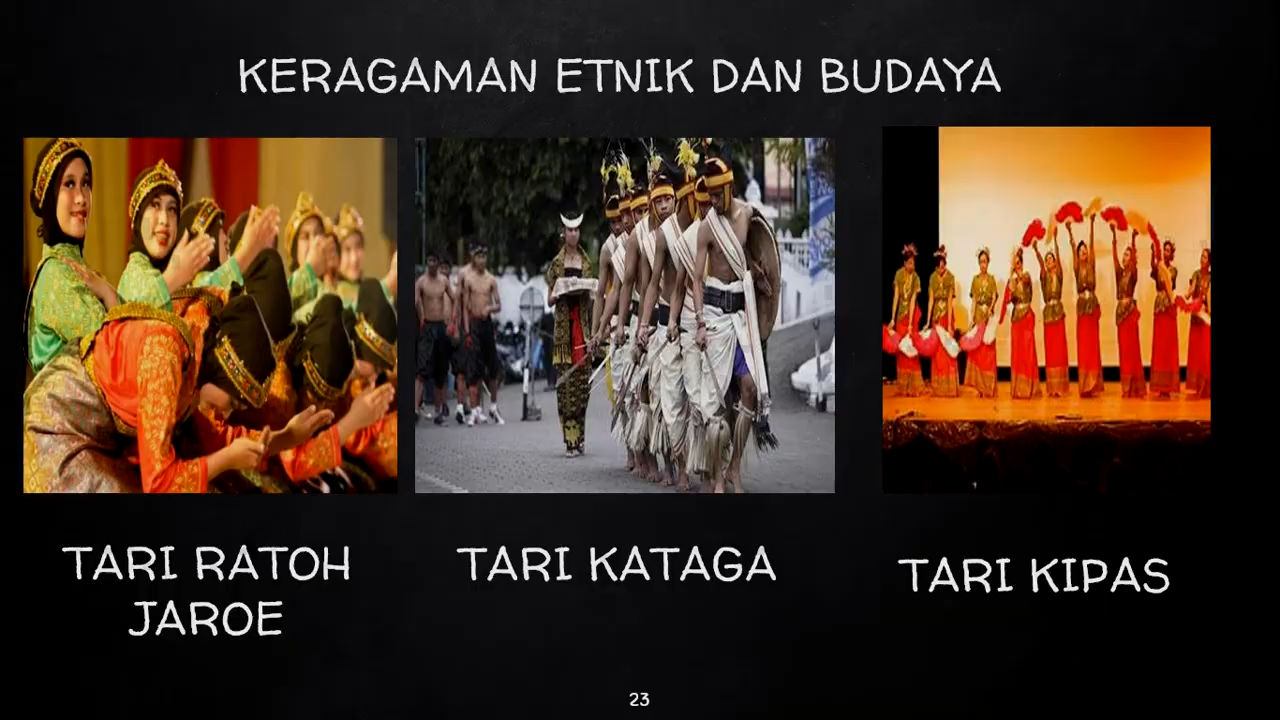 KERAGAMAN ETNIK DAN BUDAYA
TARI RATOH
JAROE
TARI KATAGA
TARI KIPAS
23